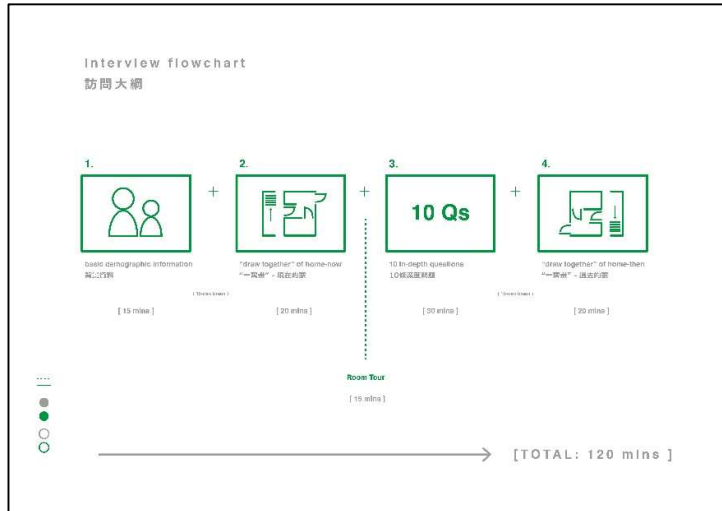 Interview flowchart
訪問大綱
1.
2.
3.
4.
+
+
10 Qs
+
basic demographic information
"draw together" of home-now
10 in-depth questions
"draw together" of home-then
背景資料
"一齊畫" - 現在的家
10條深度問題
"一齊畫" - 過去的家
[ 15 mins ]
[ 20 mins ]
[ 50 mins ]
[ 20 mins ]
Room Tour
[ 15 mins ]
[TOTAL: 120 mins ]